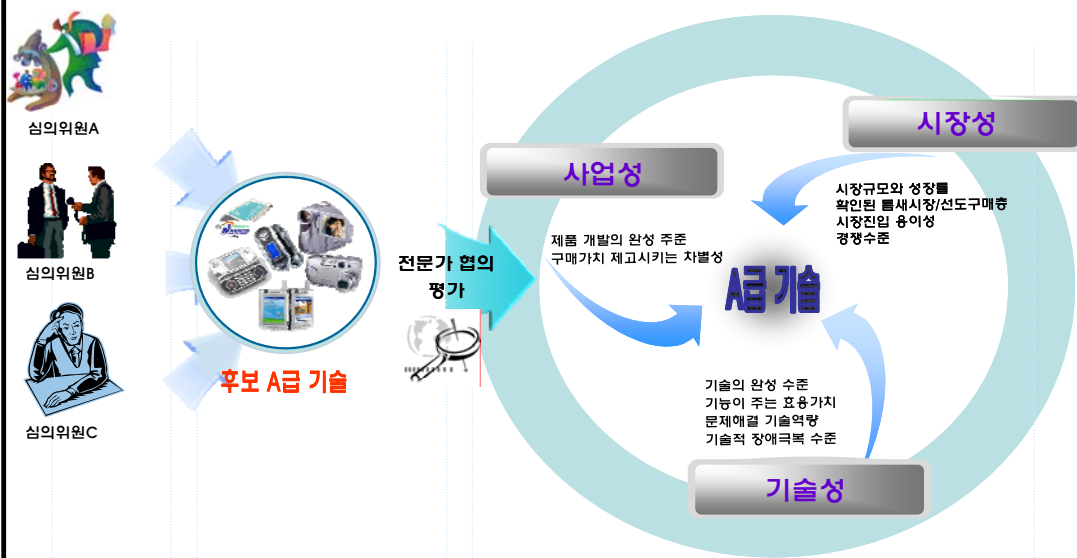 심의위원A
심의위원B
심의위원C
후보 A급 기술
전문가 협의
평가
사업성
제품 개발의 완성 주준
구매가치 제고시키는 차별성
시장성
시장규모와 성장률
확인된 틈새시장/선도구매층
시장진입 용이성
경쟁수준
A급 기술
기술의 완성 수준
기능이 주는 효용가치
문제해결 기술역량
기술적 장애극복 수준
기술성